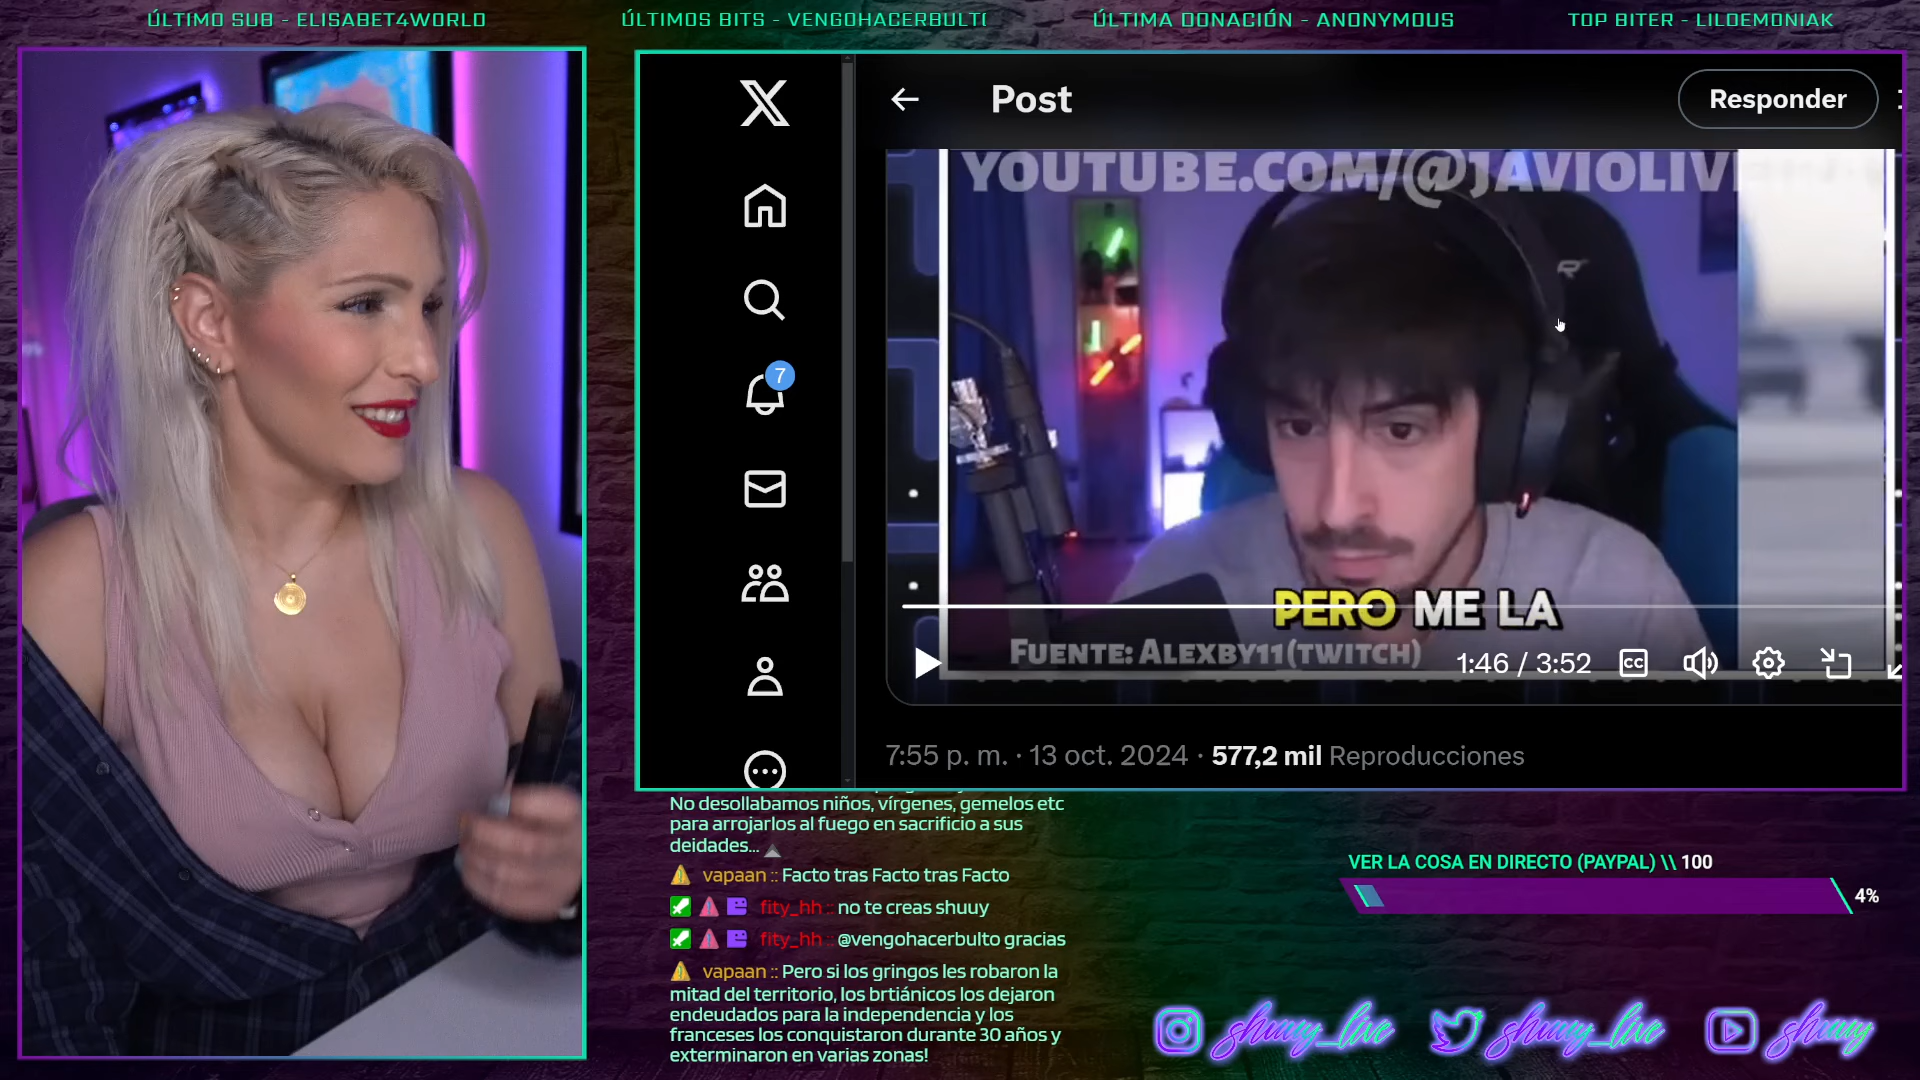 ÚLTIMO SUB - ELISABET4WORLD
ÚLTIMOS BITS - VENGOHACERBULTO
ÚLTIMA DONACIÓN - ANONYMOUS
TOP BITER - LILDEMONIAK
Post
Responder
YOUTUBE.COM/@JAVIOLIV
7
PERO ME LA
FUENTE: ALEXBY11(TWITCH)
1:46 / 3:52
CC
7:55 p. m. · 13 oct. 2024 · 577,2 mil Reproducciones
No desollabamos niños, vírgenes, gemelos etc
para arrojarlos al fuego en sacrificio a sus
deidades...
vapaan :: Facto tras Facto tras Facto
fity_hh :: no te creas shuuy
fity_hh :: @vengohacerbulto gracias
vapaan :: Pero si los gringos les robaron la
mitad del territorio, los brtiánicos los dejaron
endeudados para la independencia y los
franceses los conquistaron durante 30 años y
exterminaron en varias zonas!
VER LA COSA EN DIRECTO (PAYPAL) \\ 100
4%
shuuy_live
shuuy_live
shuuy